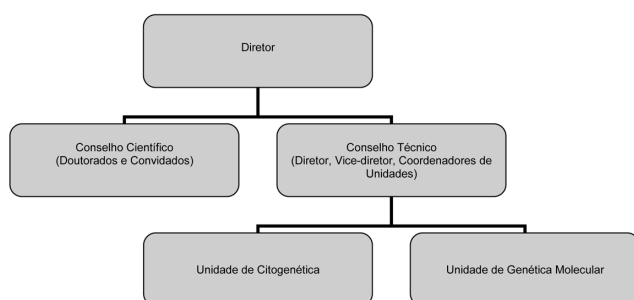 Diretor
Conselho Científico
(Doutorados e Convidados)
Conselho Técnico
(Diretor, Vice-diretor, Coordenadores de
Unidades)
Unidade de Citogenética
Unidade de Genética Molecular